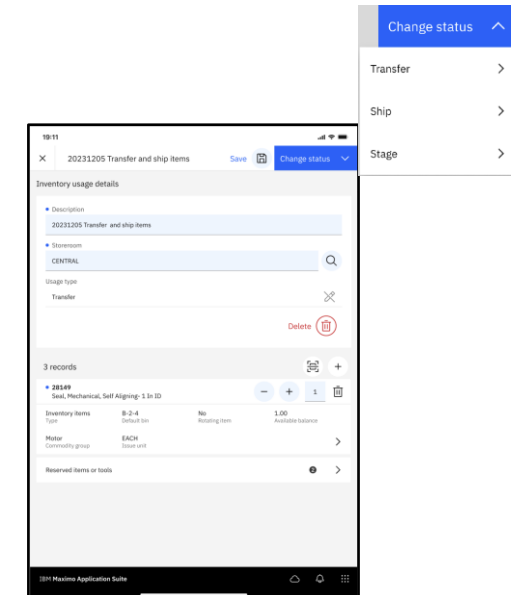 Change status
Transfer
Ship
Stage
19:11
20231205 Transfer and ship items Save Change status
Inventory usage details
Description
20231205 Transfer and ship items
Storeroom
CENTRAL
Usage type
Transfer
Delete
3 records
28149
Seal, Mechanical, Self Aligning- 1 In ID
1
Inventory items B-2-4 No 1.00
Type Default bin Rotating item Available balance
Motor EACH
Commodity group Issue unit
Reserved items or tools 2
IBM Maximo Application Suite